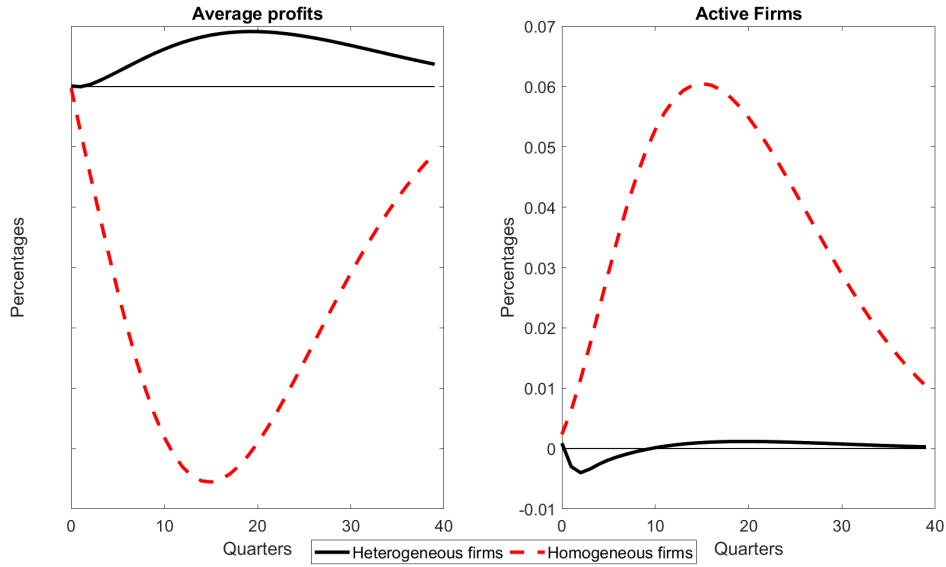 Average profits
Percentages
0
10
20
30
40
Quarters
Active Firms
Percentages
0.07
0.06
0.05
0.04
0.03
0.02
0.01
0
-0.01
0
10
20
30
40
Quarters
Heterogeneous firms
Homogeneous firms